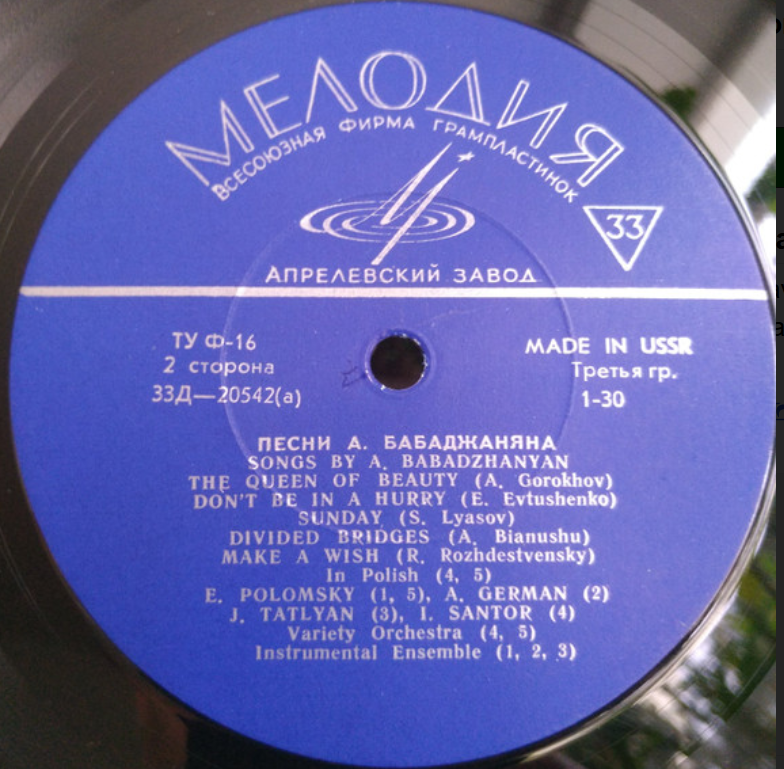 МЕЛОДИЯ
ВСЕСОЮЗНАЯ ФИРМА ГРАМПЛАСТИНОК
33
АПРЕЛЕВСКИЙ ЗАВОД
ТУ Ф-16
2 сторона
33Д—20542(а)
MADE IN USSR
Третья гр.
1-30
ПЕСНИ А. БАБАДЖАНЯНА
SONGS BY A. BABADZHANYAN
THE QUEEN OF BEAUTY (A. Gorokhov)
DON'T BE IN A HURRY (E. Evtushenko)
SUNDAY (S. Lyasov)
DIVIDED BRIDGES (A. Bianushu)
MAKE A WISH (R. Rozhdestvensky)
In Polish (4, 5)
E. POLOMSKY (1, 5), A. GERMAN (2)
J. TATLYAN (3), I. SANTOR (4)
Variety Orchestra (4, 5)
Instrumental Ensemble (1, 2, 3)